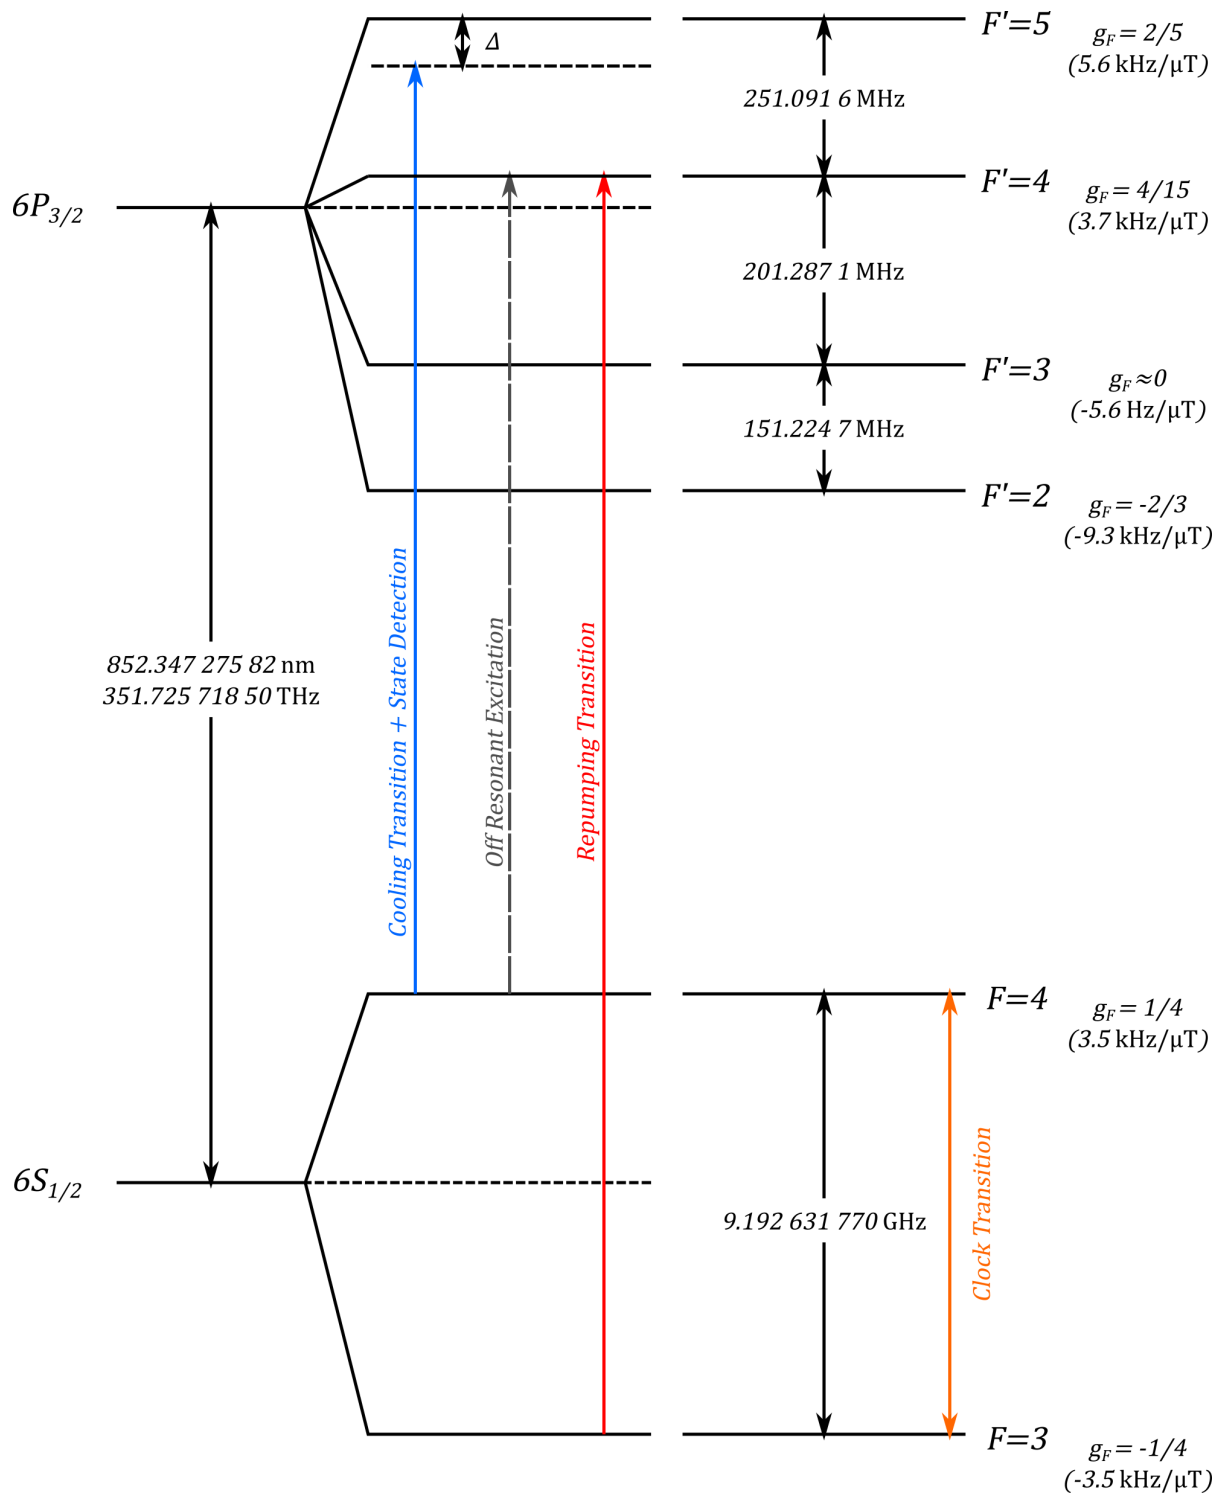 F'=5
g_F = 2/5
(5.6 kHz/μT)
Δ
251.091 6 MHz
F'=4
g_F = 4/15
(3.7 kHz/μT)
6P_{3/2}
201.287 1 MHz
F'=3
g_F ≈0
(-5.6 Hz/μT)
151.224 7 MHz
F'=2
g_F = -2/3
(-9.3 kHz/μT)
852.347 275 82 nm
351.725 718 50 THz
Cooling Transition + State Detection
Off Resonant Excitation
Repumping Transition
F=4
g_F = 1/4
(3.5 kHz/μT)
6S_{1/2}
9.192 631 770 GHz
Clock Transition
F=3
g_F = -1/4
(-3.5 kHz/μT)